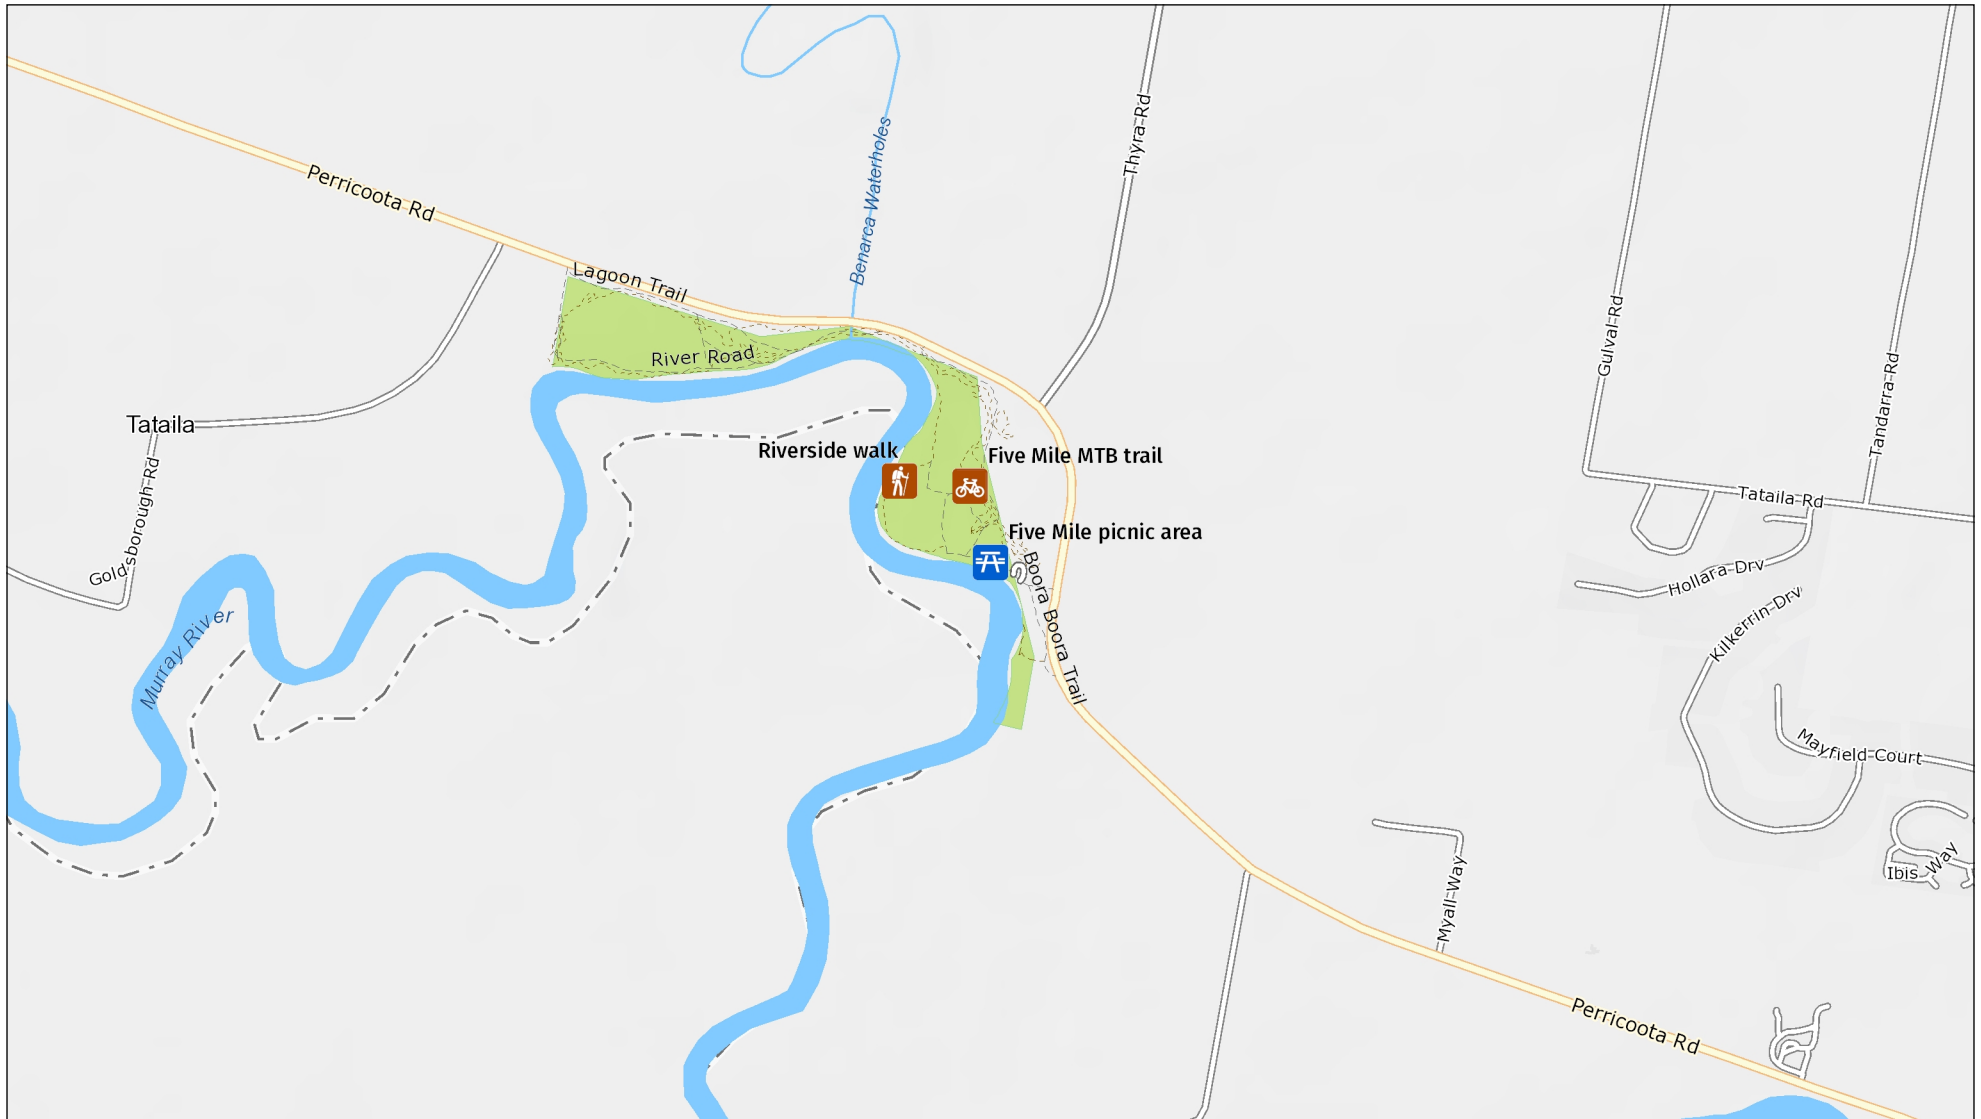 Benarca Waterholes
Thyra Rd
Perricoota Rd
Lagoon Trail
River Road
Gulval Rd
Tandarra Rd
Tataila
Riverside walk
Five Mile MTB trail
Tataila Rd
Goldsborough Rd
Five Mile picnic area
Boora Boora Trail
Hollara Drv
Kilkerrin Drv
Murray River
Mayfield Court
Ibis Way
Myall Way
Perricoota Rd